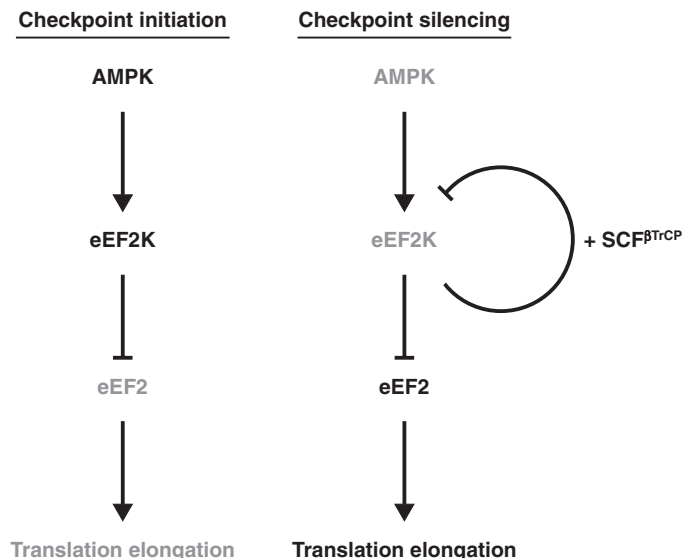 Checkpoint initiation
AMPK
eEF2K
eEF2
Translation elongation
Checkpoint silencing
AMPK
eEF2K
+ SCFβTrCP
eEF2
Translation elongation